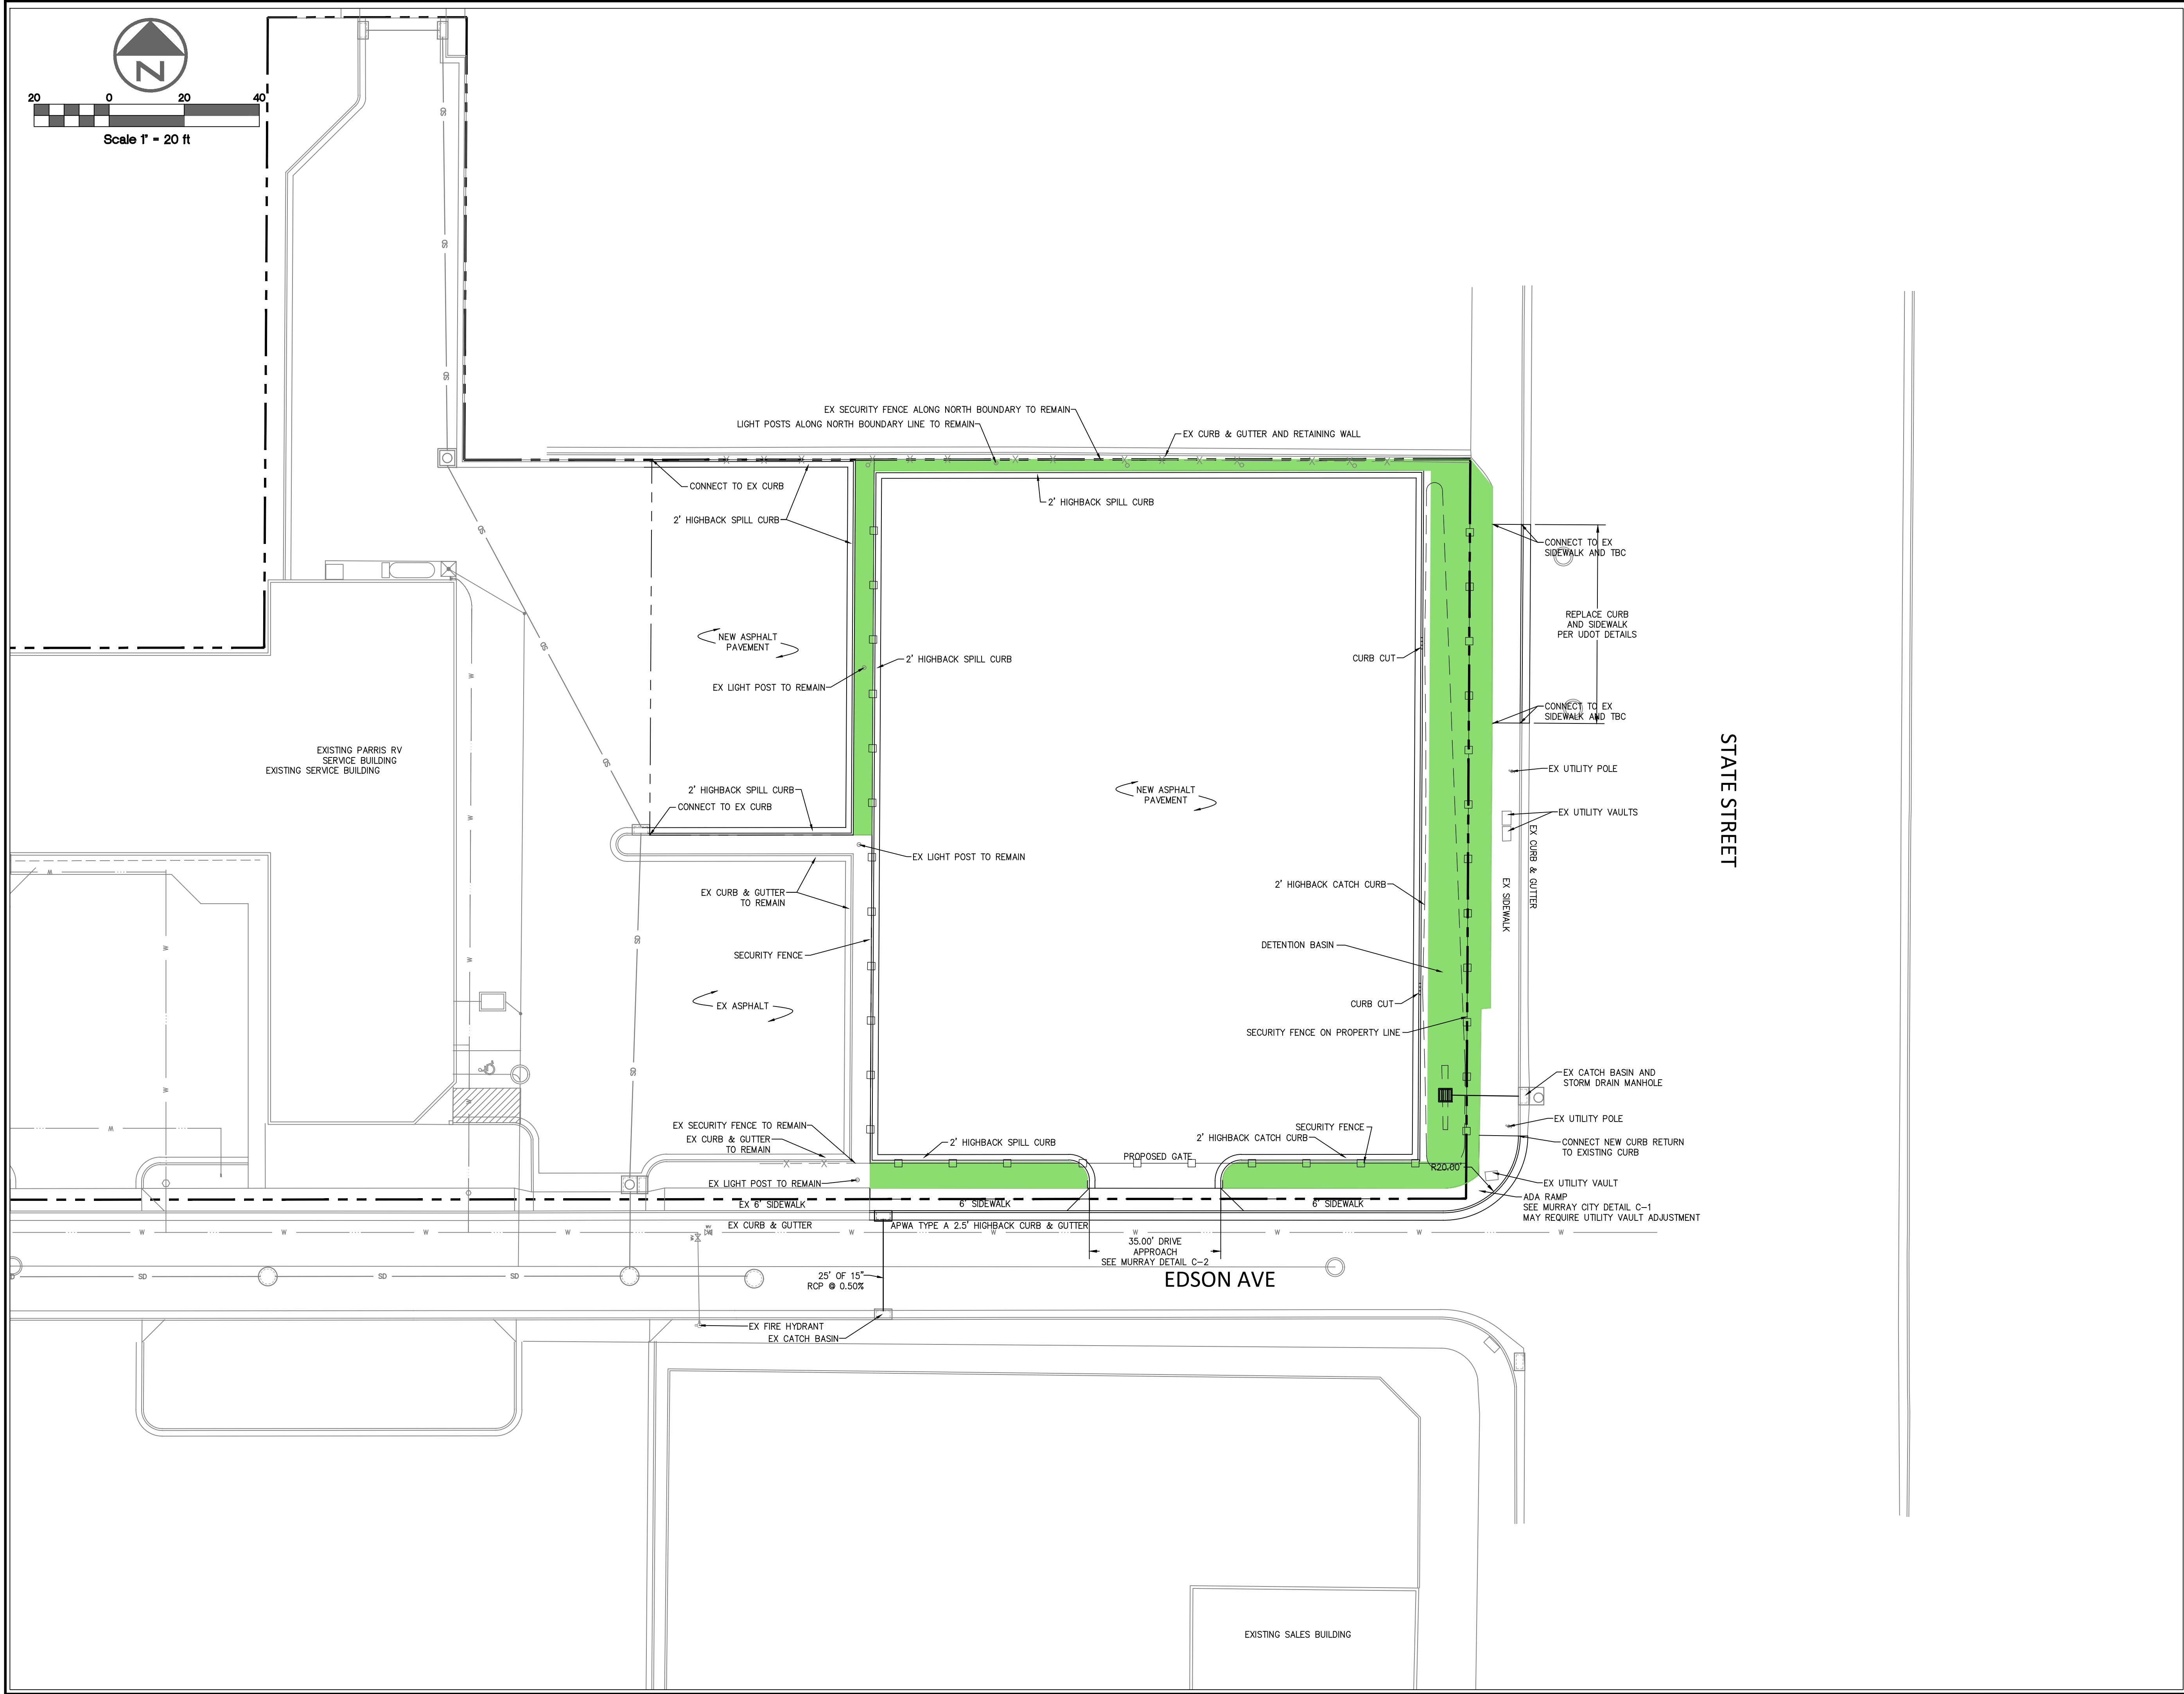 N
20 0 20 40
Scale 1" = 20 ft
SD
SD
SD
EX SECURITY FENCE ALONG NORTH BOUNDARY TO REMAIN
LIGHT POSTS ALONG NORTH BOUNDARY LINE TO REMAIN
EX CURB & GUTTER AND RETAINING WALL
CONNECT TO EX CURB
2' HIGHBACK SPILL CURB
2' HIGHBACK SPILL CURB
SD
CONNECT TO EX
SIDEWALK AND TBC
REPLACE CURB
AND SIDEWALK
PER UDOT DETAILS
NEW ASPHALT
PAVEMENT
SD
2' HIGHBACK SPILL CURB
CURB CUT
W
EX LIGHT POST TO REMAIN
CONNECT TO EX
SIDEWALK AND TBC
STATE STREET
EXISTING PARRIS RV
SERVICE BUILDING
EXISTING SERVICE BUILDING
SD
EX UTILITY POLE
2' HIGHBACK SPILL CURB
CONNECT TO EX CURB
NEW ASPHALT
PAVEMENT
W
EX UTILITY VAULTS
EX CURB & GUTTER
EX LIGHT POST TO REMAIN
W
EX CURB & GUTTER
TO REMAIN
2' HIGHBACK CATCH CURB
EX SIDEWALK
SD
W
W
SECURITY FENCE
DETENTION BASIN
EX ASPHALT
CURB CUT
SECURITY FENCE ON PROPERTY LINE
SD
W
W
EX CATCH BASIN AND
STORM DRAIN MANHOLE
W
EX SECURITY FENCE TO REMAIN
EX CURB & GUTTER
TO REMAIN
2' HIGHBACK SPILL CURB
SECURITY FENCE
2' HIGHBACK CATCH CURB
EX UTILITY POLE
CONNECT NEW CURB RETURN
TO EXISTING CURB
PROPOSED GATE
R20.00'
EX LIGHT POST TO REMAIN
EX UTILITY VAULT
ADA RAMP
SEE MURRAY CITY DETAIL C-1
MAY REQUIRE UTILITY VAULT ADJUSTMENT
EX 6' SIDEWALK
6' SIDEWALK
6' SIDEWALK
EX CURB & GUTTER
APWA TYPE A 2.5' HIGHBACK CURB & GUTTER
W W W W W W W W W W
35.00' DRIVE
APPROACH
SEE MURRAY DETAIL C-2
SD SD SD
25' OF 15"
RCP @ 0.50%
EDSON AVE
EX FIRE HYDRANT
EX CATCH BASIN
EXISTING SALES BUILDING